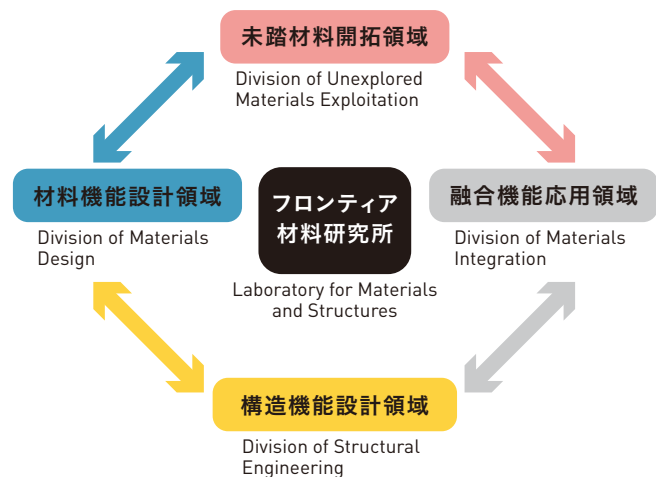 未踏材料開拓領域
Division of Unexplored
Materials Exploitation
材料機能設計領域
Division of Materials
Design
フロンティア
材料研究所
Laboratory for Materials
and Structures
融合機能応用領域
Division of Materials
Integration
構造機能設計領域
Division of Structural
Engineering